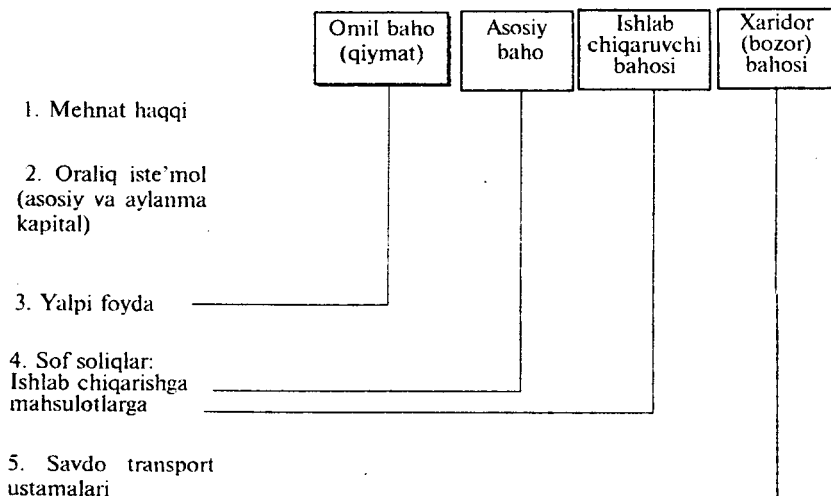 Omil baho
(qiymat)
Asosiy
baho
Ishlab
chiqaruvchi
bahosi
Xaridor
(bozor)
bahosi
1. Mehnat haqqi
2. Oraliq iste’mol
(asosiy va aylanma
kapital)
3. Yalpi foyda
4. Sof soliqlar:
Ishlab chiqarishga
mahsulotlarga
5. Savdo transport
ustamalari